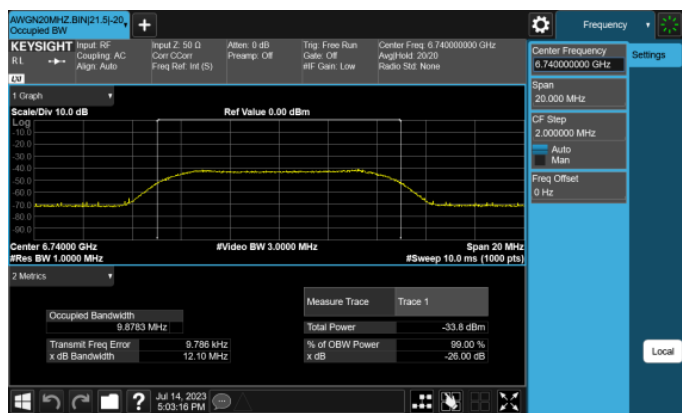 AWGN20MHZ.BIN|21.5|-20,
Occupied BW
Frequency
KEYSIGHT
Input: RF
Input Z: 50 Ω
Atten: 0 dB
Trig: Free Run
Center Freq: 6.740000000 GHz
RL
Coupling: AC
Corr CCorr
Preamp: Off
Gate: Off
Avg|Hold: 20/20
Align: Auto
Freq Ref: Int (S)
#IF Gain: Low
Radio Std: None
LXI
Center Frequency
6.740000000 GHz
Settings
Span
20.000 MHz
CF Step
2.000000 MHz
Auto
Man
Freq Offset
0 Hz
Local
1 Graph
Scale/Div 10.0 dB
Ref Value 0.00 dBm
Log
-10.0
-20.0
-30.0
-40.0
-50.0
-60.0
-70.0
-80.0
-90.0
Center 6.74000 GHz
#Video BW 3.0000 MHz
Span 20 MHz
#Res BW 1.0000 MHz
#Sweep 10.0 ms (1000 pts)
2 Metrics
Measure Trace
Trace 1
Occupied Bandwidth
9.8783 MHz
Total Power
-33.8 dBm
Transmit Freq Error
9.786 kHz
% of OBW Power
99.00 %
x dB Bandwidth
12.10 MHz
x dB
-26.00 dB
?
Jul 14, 2023
5:03:16 PM